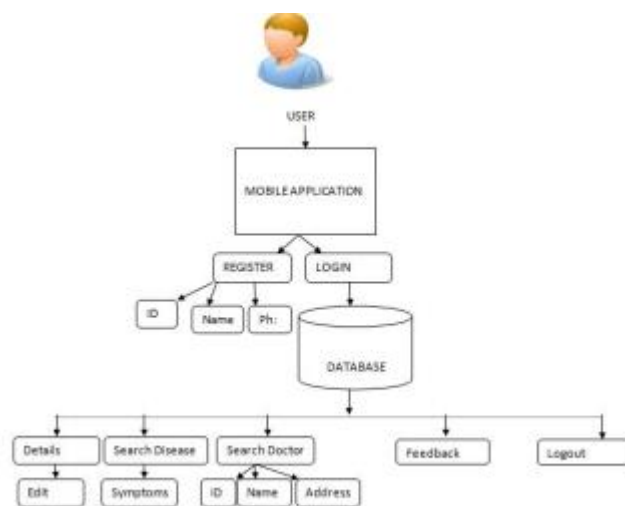 USER
MOBILE APPLICATION
REGISTER
LOGIN
ID
Name
Ph:
DATABASE
Details
Search Disease
Search Doctor
Feedback
Logout
Edit
Symptoms
ID
Name
Address